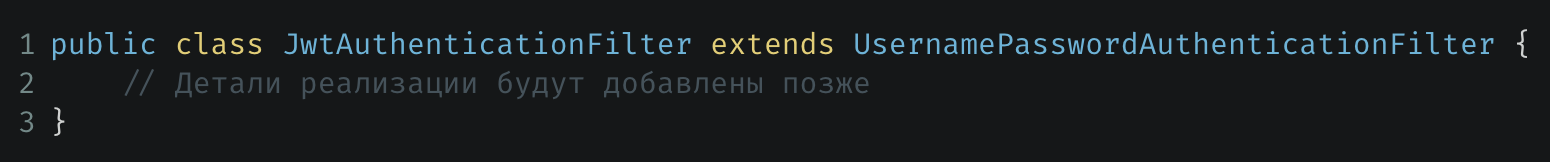 1 public class JwtAuthenticationFilter extends UsernamePasswordAuthenticationFilter {
2     // Детали реализации будут добавлены позже
3 }